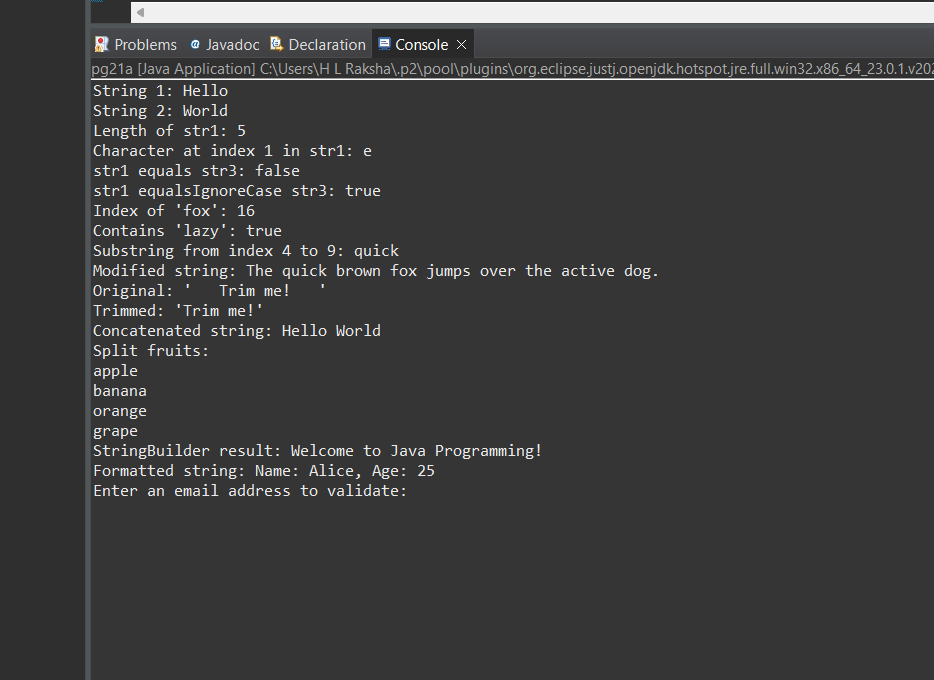 Problems Javadoc Declaration Console
pg21a [Java Application] C:\Users\H L Raksha\.p2\pool\plugins\org.eclipse.justj.openjdk.hotspot.jre.full.win32.x86_64_23.0.1.v202
String 1: Hello
String 2: World
Length of str1: 5
Character at index 1 in str1: e
str1 equals str3: false
str1 equalsIgnoreCase str3: true
Index of 'fox': 16
Contains 'lazy': true
Substring from index 4 to 9: quick
Modified string: The quick brown fox jumps over the active dog.
Original: '   Trim me!   '
Trimmed: 'Trim me!'
Concatenated string: Hello World
Split fruits:
apple
banana
orange
grape
StringBuilder result: Welcome to Java Programming!
Formatted string: Name: Alice, Age: 25
Enter an email address to validate: